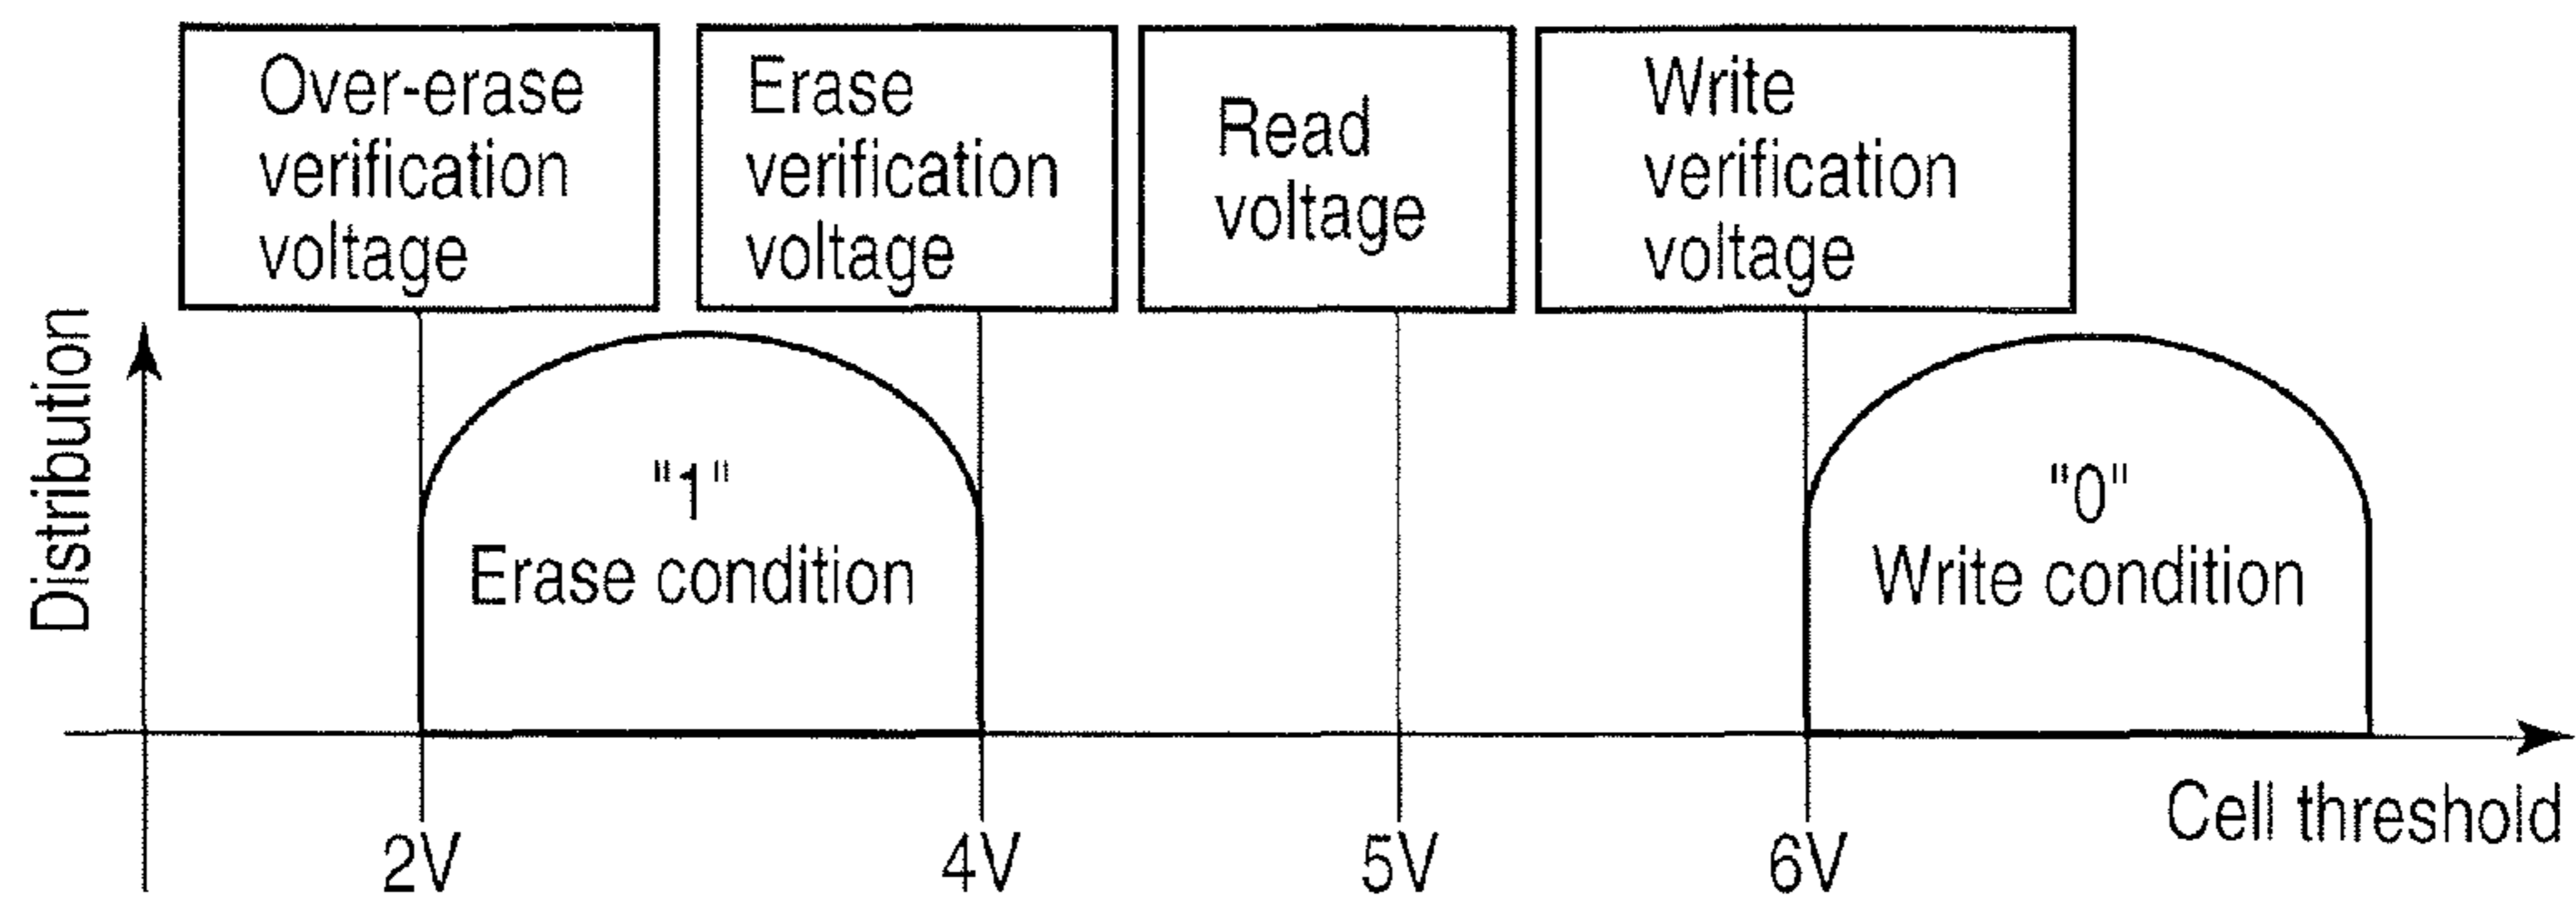 Over-erase
verification
voltage
Erase
verification
voltage
Read
voltage
Write
verification
voltage
Distribution
"1"
Erase condition
"0"
Write condition
2V
4V
5V
6V
Cell threshold